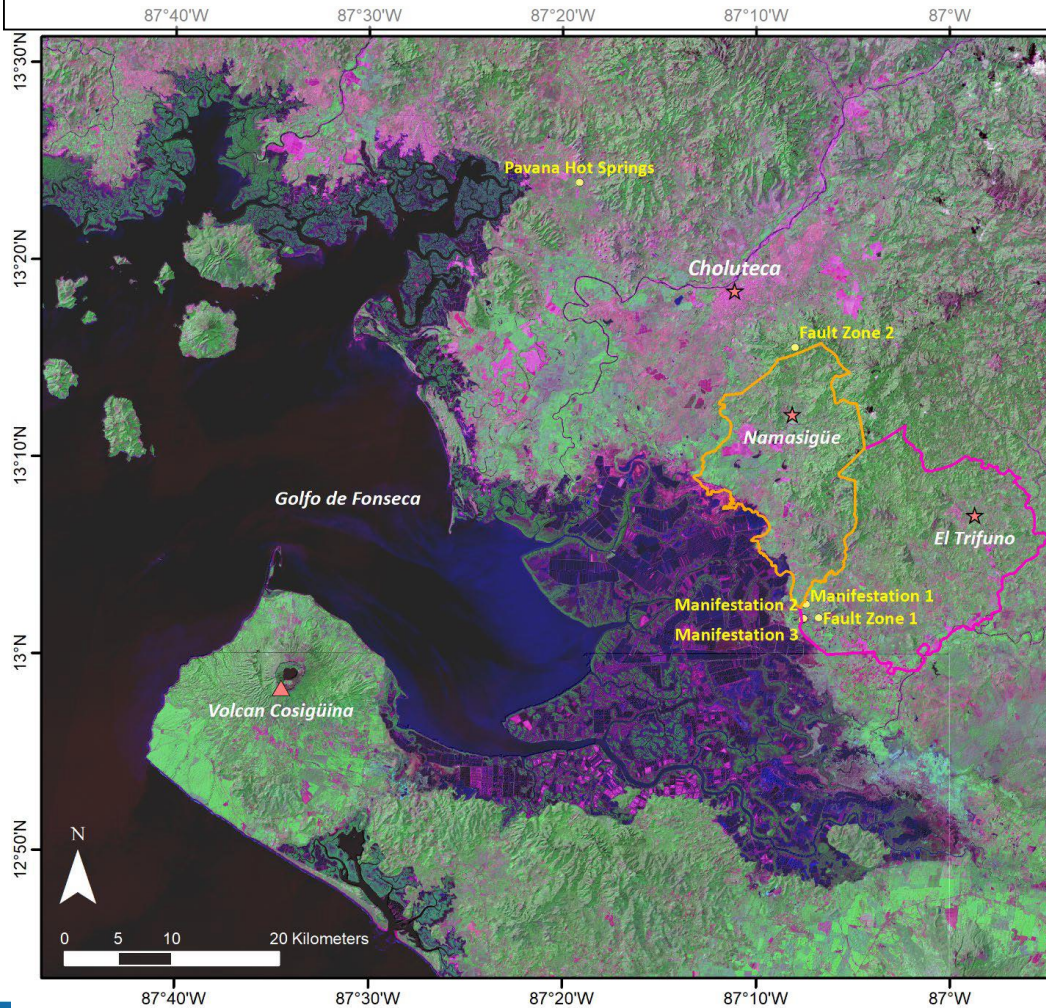 87°40'W 87°30'W 87°20'W 87°10'W 87°W
13°30'N
Pavana Hot Springs
13°20'N
Choluteca
Fault Zone 2
Namasigüe
13°10'N
Golfo de Fonseca
El Trifuno
Manifestation 1
Manifestation 2
Fault Zone 1
Manifestation 3
13°N
Volcan Cosigüina
12°50'N
N
0 5 10 20 Kilometers
87°40'W 87°30'W 87°20'W 87°10'W 87°W